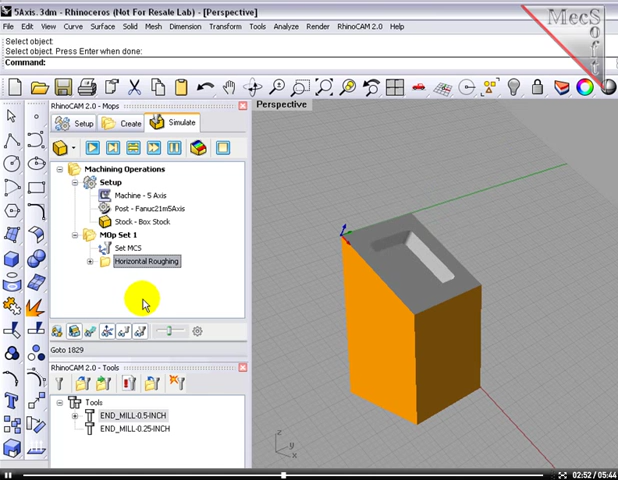 5Axis.3dm - Rhinoceros (Not For Resale Lab) - [Perspective]
File Edit View Curve Surface Solid Mesh Dimension Transform Tools Analyze Render RhinoCAM 2.0 Help
MecSoft
Select object:
Select object. Press Enter when done:
Command:
RhinoCAM 2.0 - Mops
Perspective
Setup Create Simulate
Machining Operations
Setup
Machine - 5 Axis
Post - Fanuc21m5Axis
Stock - Box Stock
MOp Set 1
Set MCS
Horizontal Roughing
Goto 1829
RhinoCAM 2.0 - Tools
Tools
END_MILL-0.5-INCH
END_MILL-0.25-INCH
z
y
x
02:52 / 05:44